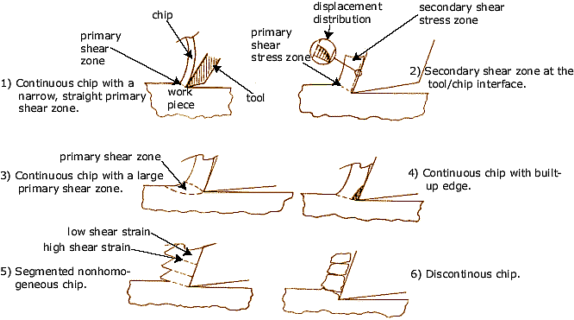 chip
primary
shear
zone
1) Continuous chip with a
narrow, straight primary
shear zone.
work
piece
tool
displacement
distribution
primary
shear
stress zone
secondary shear
stress zone
2) Secondary shear zone at the
tool/chip interface.
primary shear zone
3) Continuous chip with a large
primary shear zone.
4) Continuous chip with built-
up edge.
low shear strain
high shear strain
5) Segmented nonhomo-
geneous chip.
6) Discontinous chip.